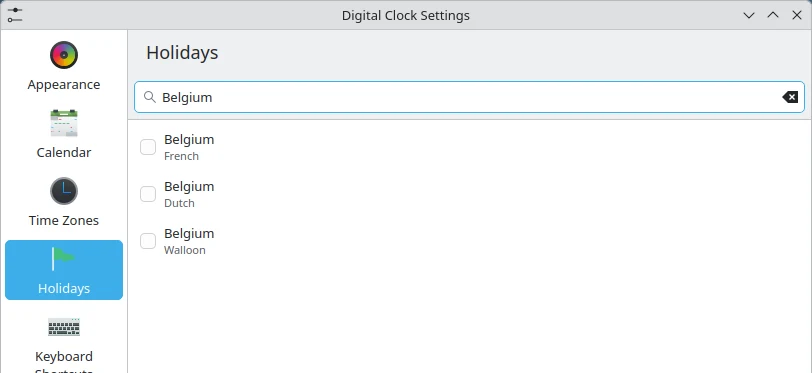 Digital Clock Settings
Appearance
Calendar
Time Zones
Holidays
Keyboard
Holidays
Belgium
Belgium
French
Belgium
Dutch
Belgium
Walloon